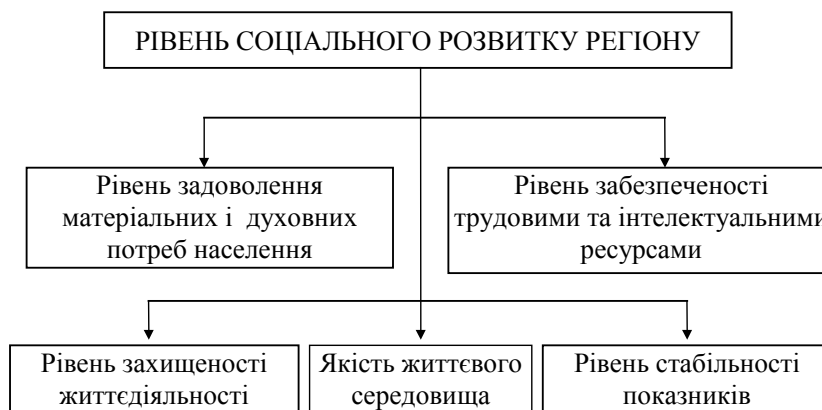 РІВЕНЬ СОЦІАЛЬНОГО РОЗВИТКУ РЕГІОНУ
Рівень задоволення
матеріальних і духовних
потреб населення
Рівень забезпеченості
трудовими та інтелектуальними
ресурсами
Рівень захищеності
життєдіяльності
Якість життєвого
середовища
Рівень стабільності
показників